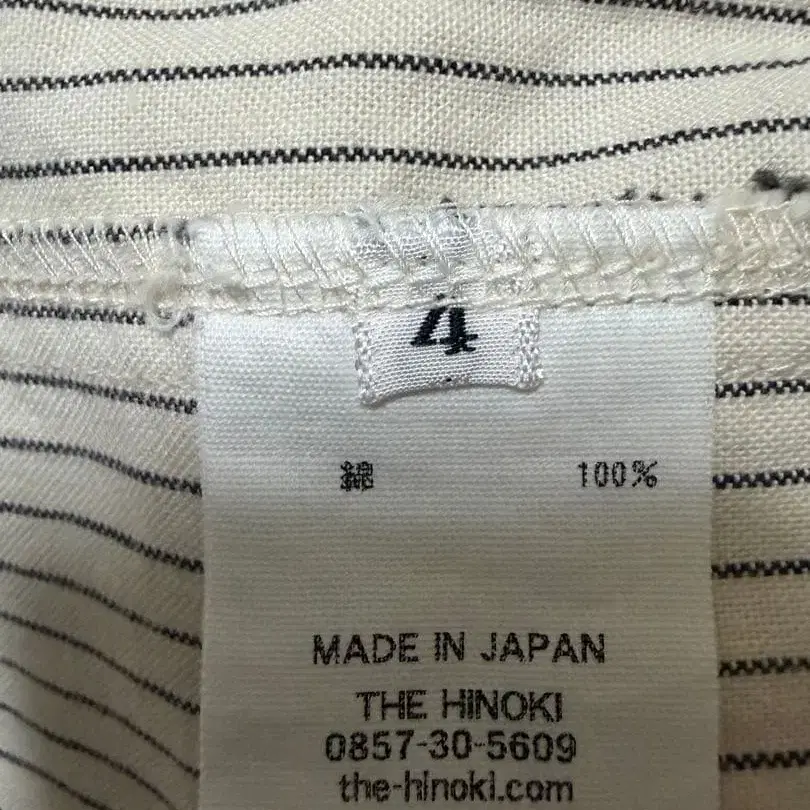 4
綿 100%
MADE IN JAPAN
THE HINOKI
0857-30-5609
the-hinoki.com